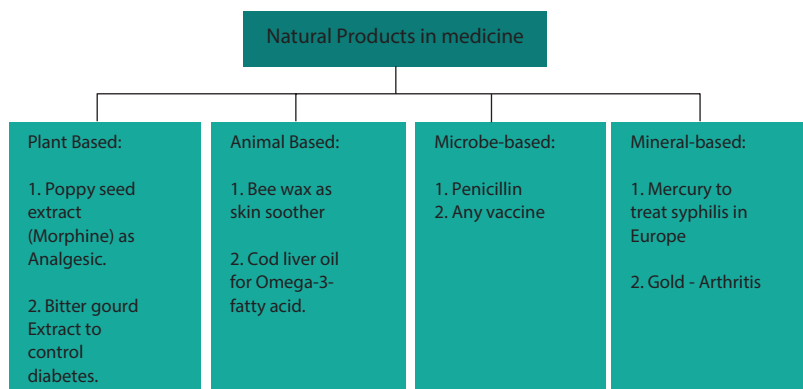 Natural Products in medicine
Plant Based:
1. Poppy seed
extract
(Morphine) as
Analgesic.
2. Bitter gourd
Extract to
control
diabetes.
Animal Based:
1. Bee wax as
skin soother
2. Cod liver oil
for Omega-3-
fatty acid.
Microbe-based:
1. Penicillin
2. Any vaccine
Mineral-based:
1. Mercury to
treat syphilis in
Europe
2. Gold - Arthritis